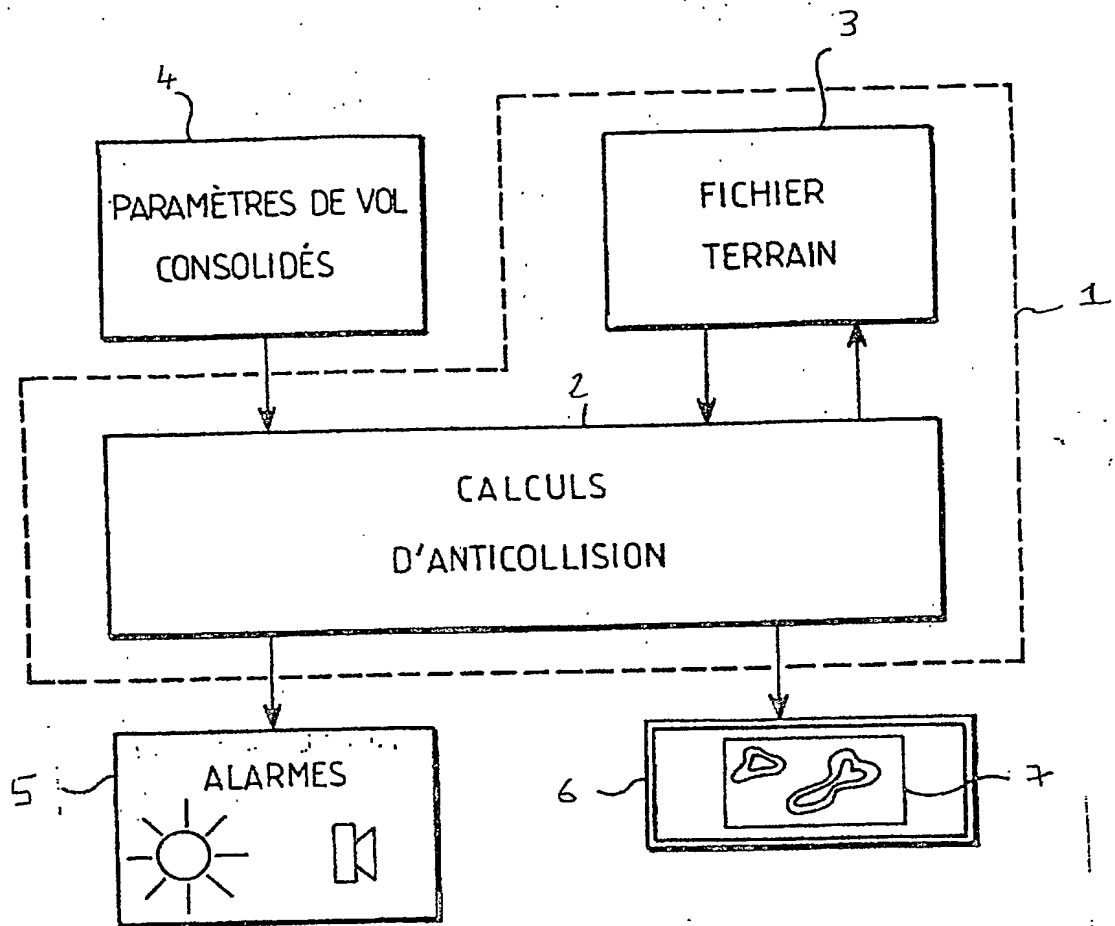 3
4
PARAMÈTRES DE VOL
CONSOLIDÉS
FICHIER
TERRAIN
1
2
CALCULS
D'ANTICOLLISION
5
ALARMES
6
7